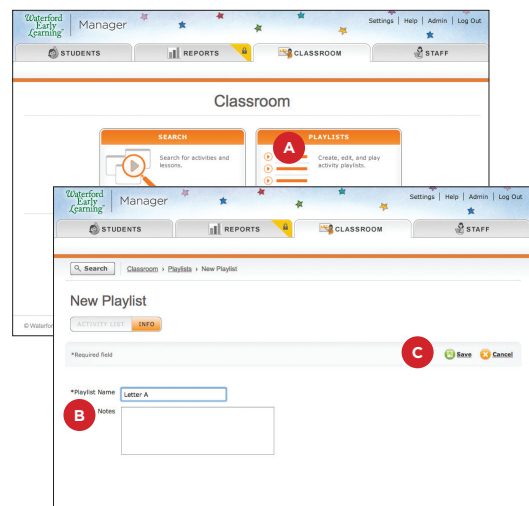 Waterford
Early
Learning
Manager
Settings | Help | Admin | Log Out
STUDENTS
REPORTS
CLASSROOM
STAFF
Classroom
SEARCH
Search for activities and
lessons.
PLAYLISTS
A
Create, edit, and play
activity playlists.
© Waterfor
Waterford
Early
Learning
Manager
Settings | Help | Admin | Log Out
STUDENTS
REPORTS
CLASSROOM
STAFF
Search
Classroom › Playlists › New Playlist
New Playlist
ACTIVITY LIST
INFO
*Required field
C
Save
Cancel
*Playlist Name
Letter A
B
Notes